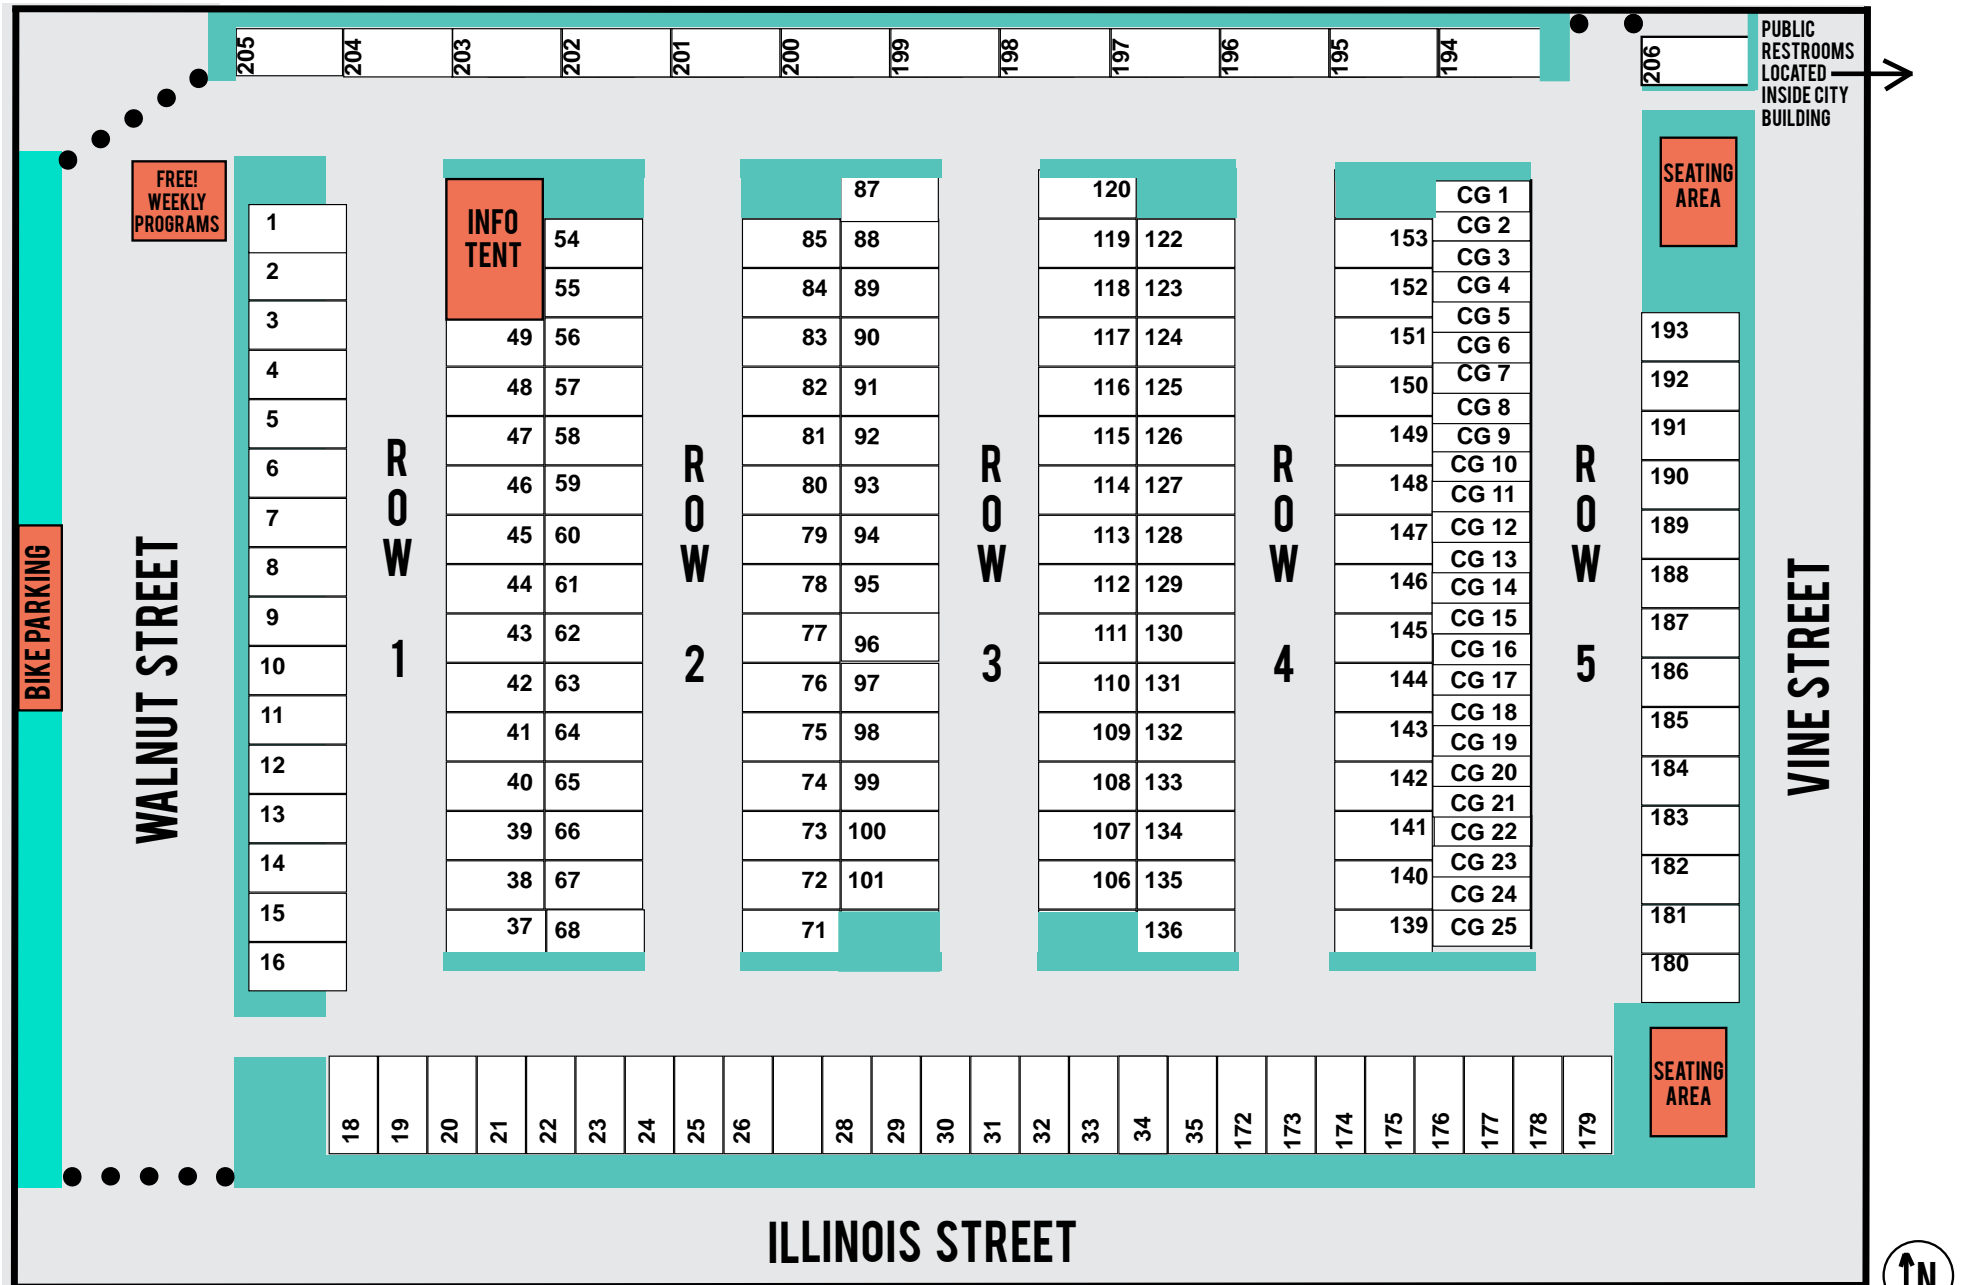 205 204 203 202 201 200 199 198 197 196 195 194 206
PUBLIC
RESTROOMS
LOCATED
INSIDE CITY
BUILDING
FREE!
WEEKLY
PROGRAMS
BIKE PARKING
WALNUT STREET
1
2
3
4
5
6
7
8
9
10
11
12
13
14
15
16
ROW 1
INFO
TENT
49
48
47
46
45
44
43
42
41
40
39
38
37
54
55
56
57
58
59
60
61
62
63
64
65
66
67
68
ROW 2
85
84
83
82
81
80
79
78
77
76
75
74
73
72
71
87
88
89
90
91
92
93
94
95
96
97
98
99
100
101
ROW 3
120
119
118
117
116
115
114
113
112
111
110
109
108
107
106
122
123
124
125
126
127
128
129
130
131
132
133
134
135
136
ROW 4
153
152
151
150
149
148
147
146
145
144
143
142
141
140
139
CG 1
CG 2
CG 3
CG 4
CG 5
CG 6
CG 7
CG 8
CG 9
CG 10
CG 11
CG 12
CG 13
CG 14
CG 15
CG 16
CG 17
CG 18
CG 19
CG 20
CG 21
CG 22
CG 23
CG 24
CG 25
ROW 5
SEATING
AREA
193
192
191
190
189
188
187
186
185
184
183
182
181
180
SEATING
AREA
VINE STREET
18 19 20 21 22 23 24 25 26 28 29 30 31 32 33 34 35 172 173 174 175 176 177 178 179
ILLINOIS STREET
N